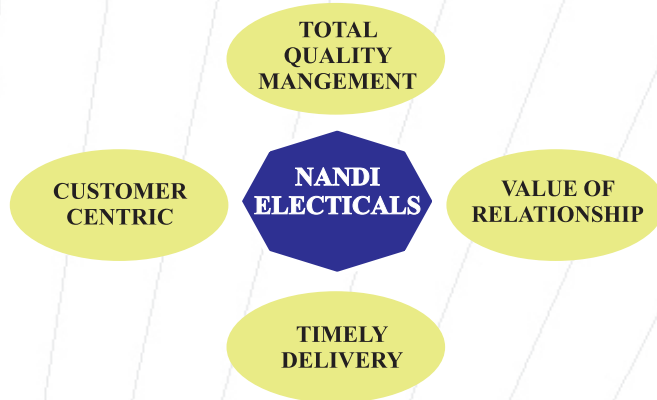 TOTAL
QUALITY
MANGEMENT
NANDI
ELECTICALS
CUSTOMER
CENTRIC
VALUE OF
RELATIONSHIP
TIMELY
DELIVERY